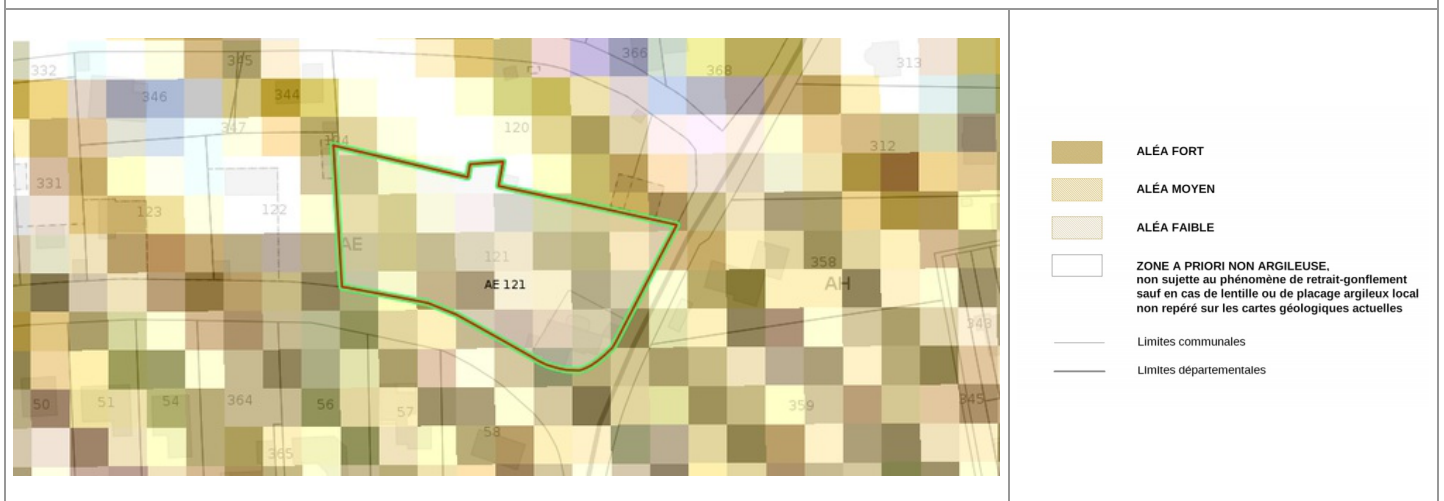 345
366
332
368
313
346
344
347
120
194
312
331
123
122
AE
121
AE 121
358
AH
343
50
51
54
364
56
57
359
345
58
365
ALÉA FORT
ALÉA MOYEN
ALÉA FAIBLE
ZONE A PRIORI NON ARGILEUSE,
non sujette au phénomène de retrait-gonflement
sauf en cas de lentille ou de placage argileux local
non repéré sur les cartes géologiques actuelles
Limites communales
Limites départementales